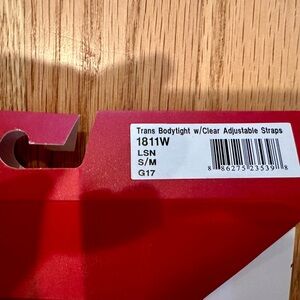 Trans Bodytight w/Clear Adjustable Straps
1811W
LSN
S/M
G17
8 86275 23539 8